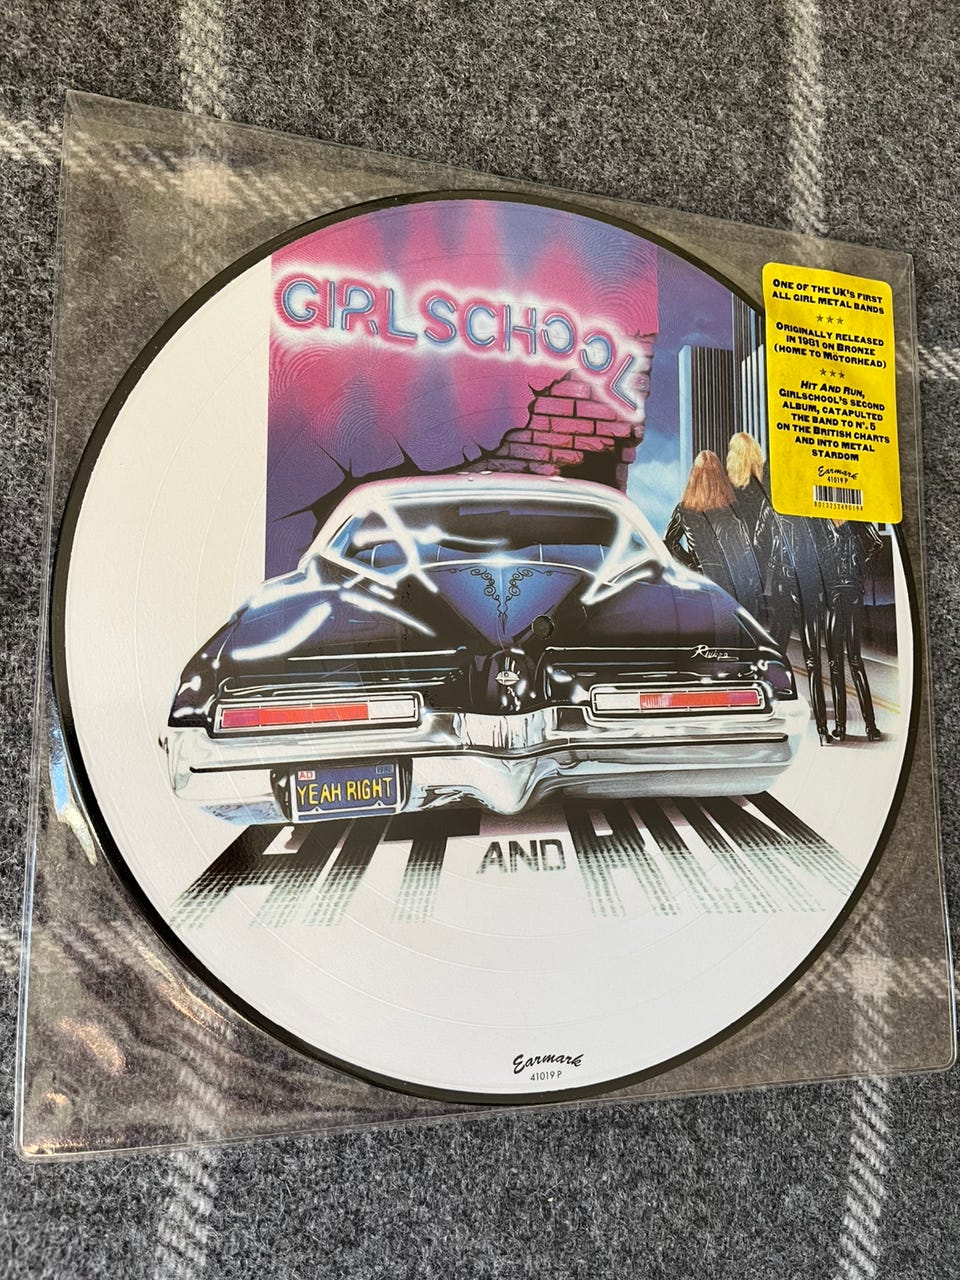 GIRLSCHOOL
ONE OF THE UK'S FIRST
ALL GIRL METAL BANDS
ORIGINALLY RELEASED
IN 1981 ON BRONZE
(HOME TO MOTÖRHEAD)
HIT AND RUN,
GIRLSCHOOL'S SECOND
ALBUM, CATAPULTED
THE BAND TO Nº. 5
ON THE BRITISH CHARTS
AND INTO METAL
STARDOM
Earmark
41019 P
Riviera
AD
YEAH RIGHT
HIT AND RUN
Earmark
41019 P